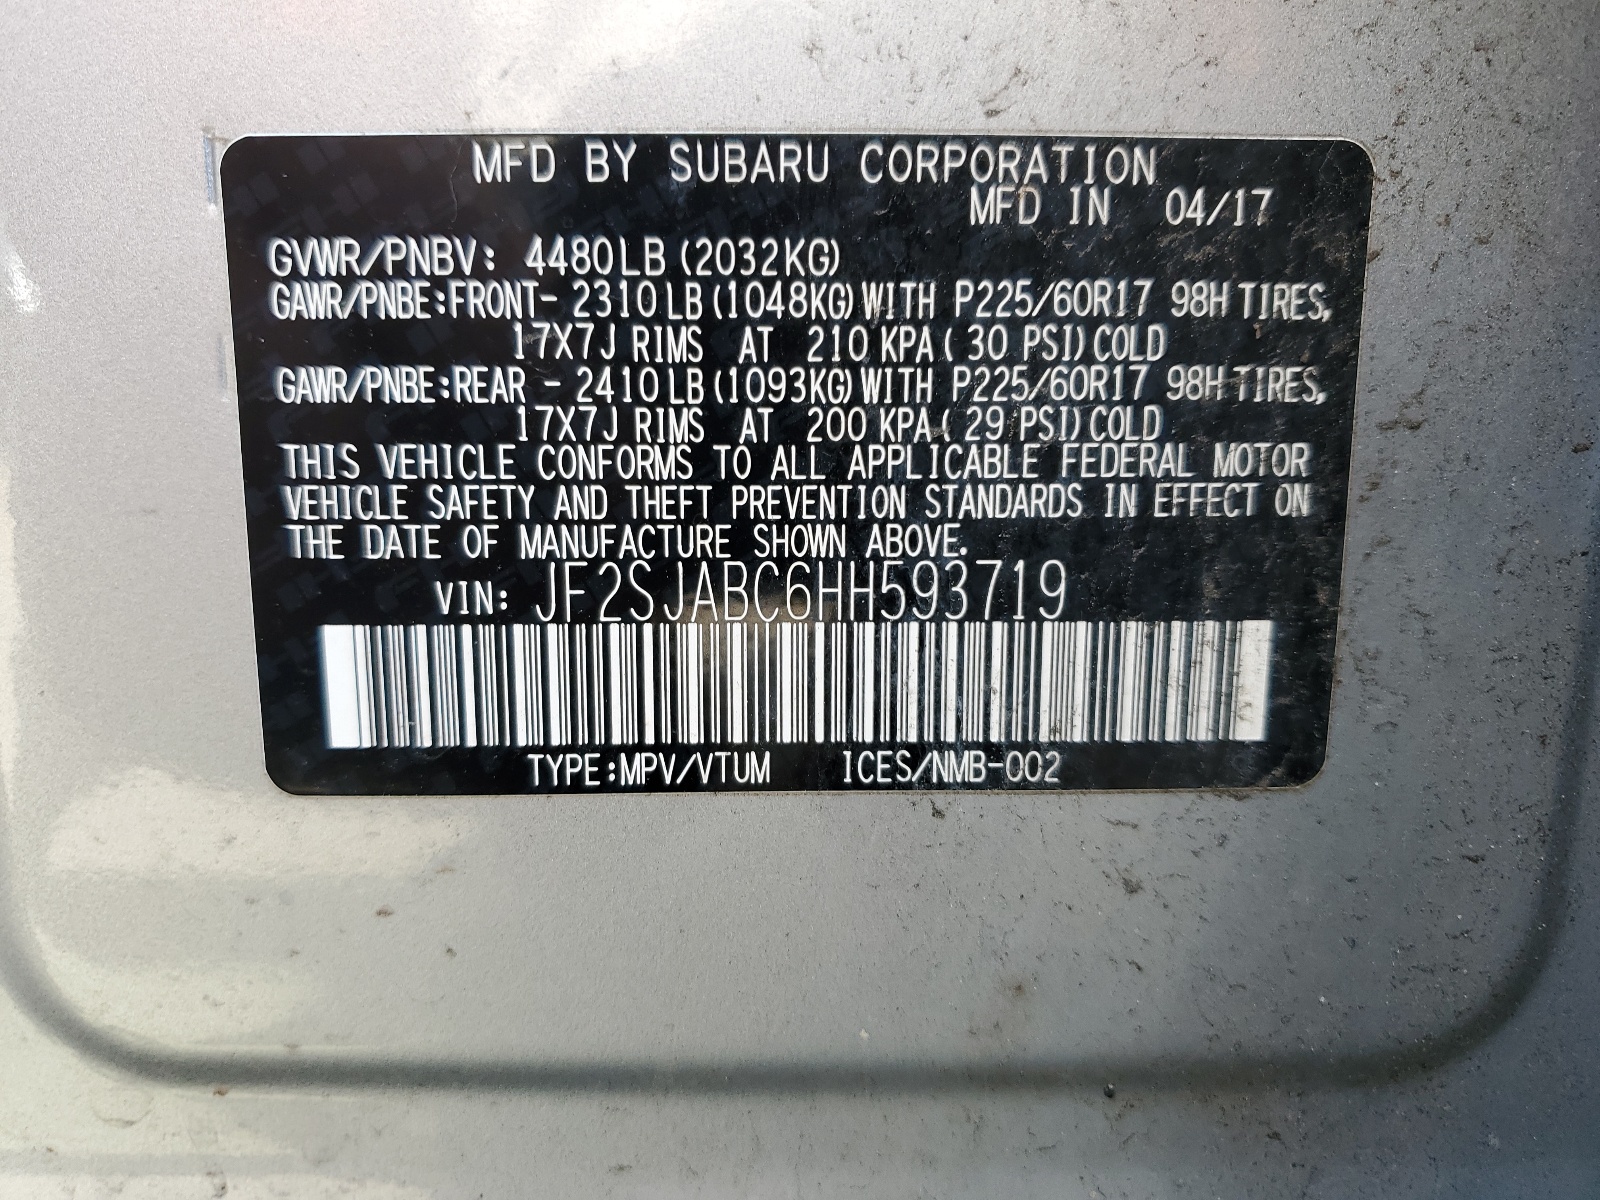 MFD BY SUBARU CORPORATION
MFD IN 04/17
GVWR/PNBV: 4480LB (2032KG)
GAWR/PNBE:FRONT- 2310LB (1048KG) WITH P225/60R17 98H TIRES,
17X7J RIMS AT 210 KPA ( 30 PSI) COLD
GAWR/PNBE:REAR - 2410LB (1093KG) WITH P225/60R17 98H TIRES,
17X7J RIMS AT 200 KPA ( 29 PSI) COLD
THIS VEHICLE CONFORMS TO ALL APPLICABLE FEDERAL MOTOR
VEHICLE SAFETY AND THEFT PREVENTION STANDARDS IN EFFECT ON
THE DATE OF MANUFACTURE SHOWN ABOVE.
VIN: JF2SJABC6HH593719
TYPE:MPV/VTUM ICES/NMB-002